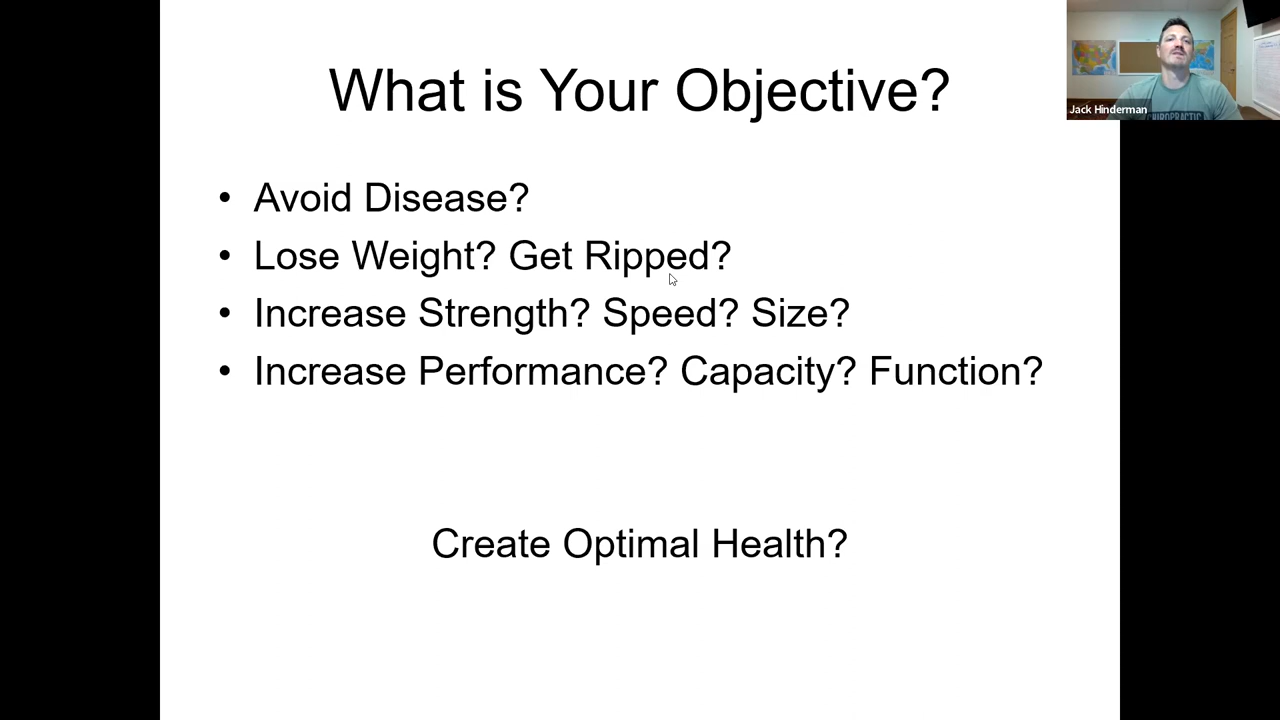 What is Your Objective?
• Avoid Disease?
• Lose Weight? Get Ripped?
• Increase Strength? Speed? Size?
• Increase Performance? Capacity? Function?
Create Optimal Health?
Jack Hinderman
CHIROPRACTIC